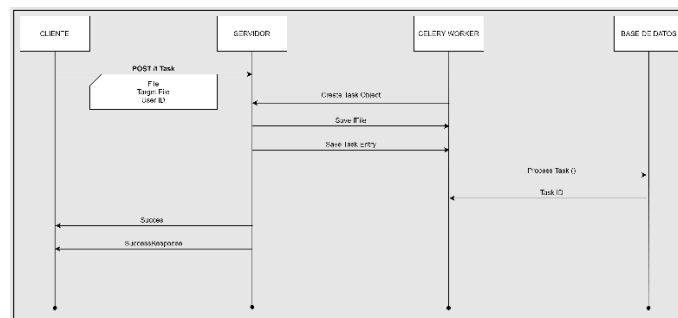 CLIENTE
SERVIDOR
CELERY WORKER
BASE DE DATOS
POST /t Task
File
Target File
User ID
Create Task Object
Save fFile
Save Task Entry
Process Task ()
Task ID
Succes
SuccessResponse